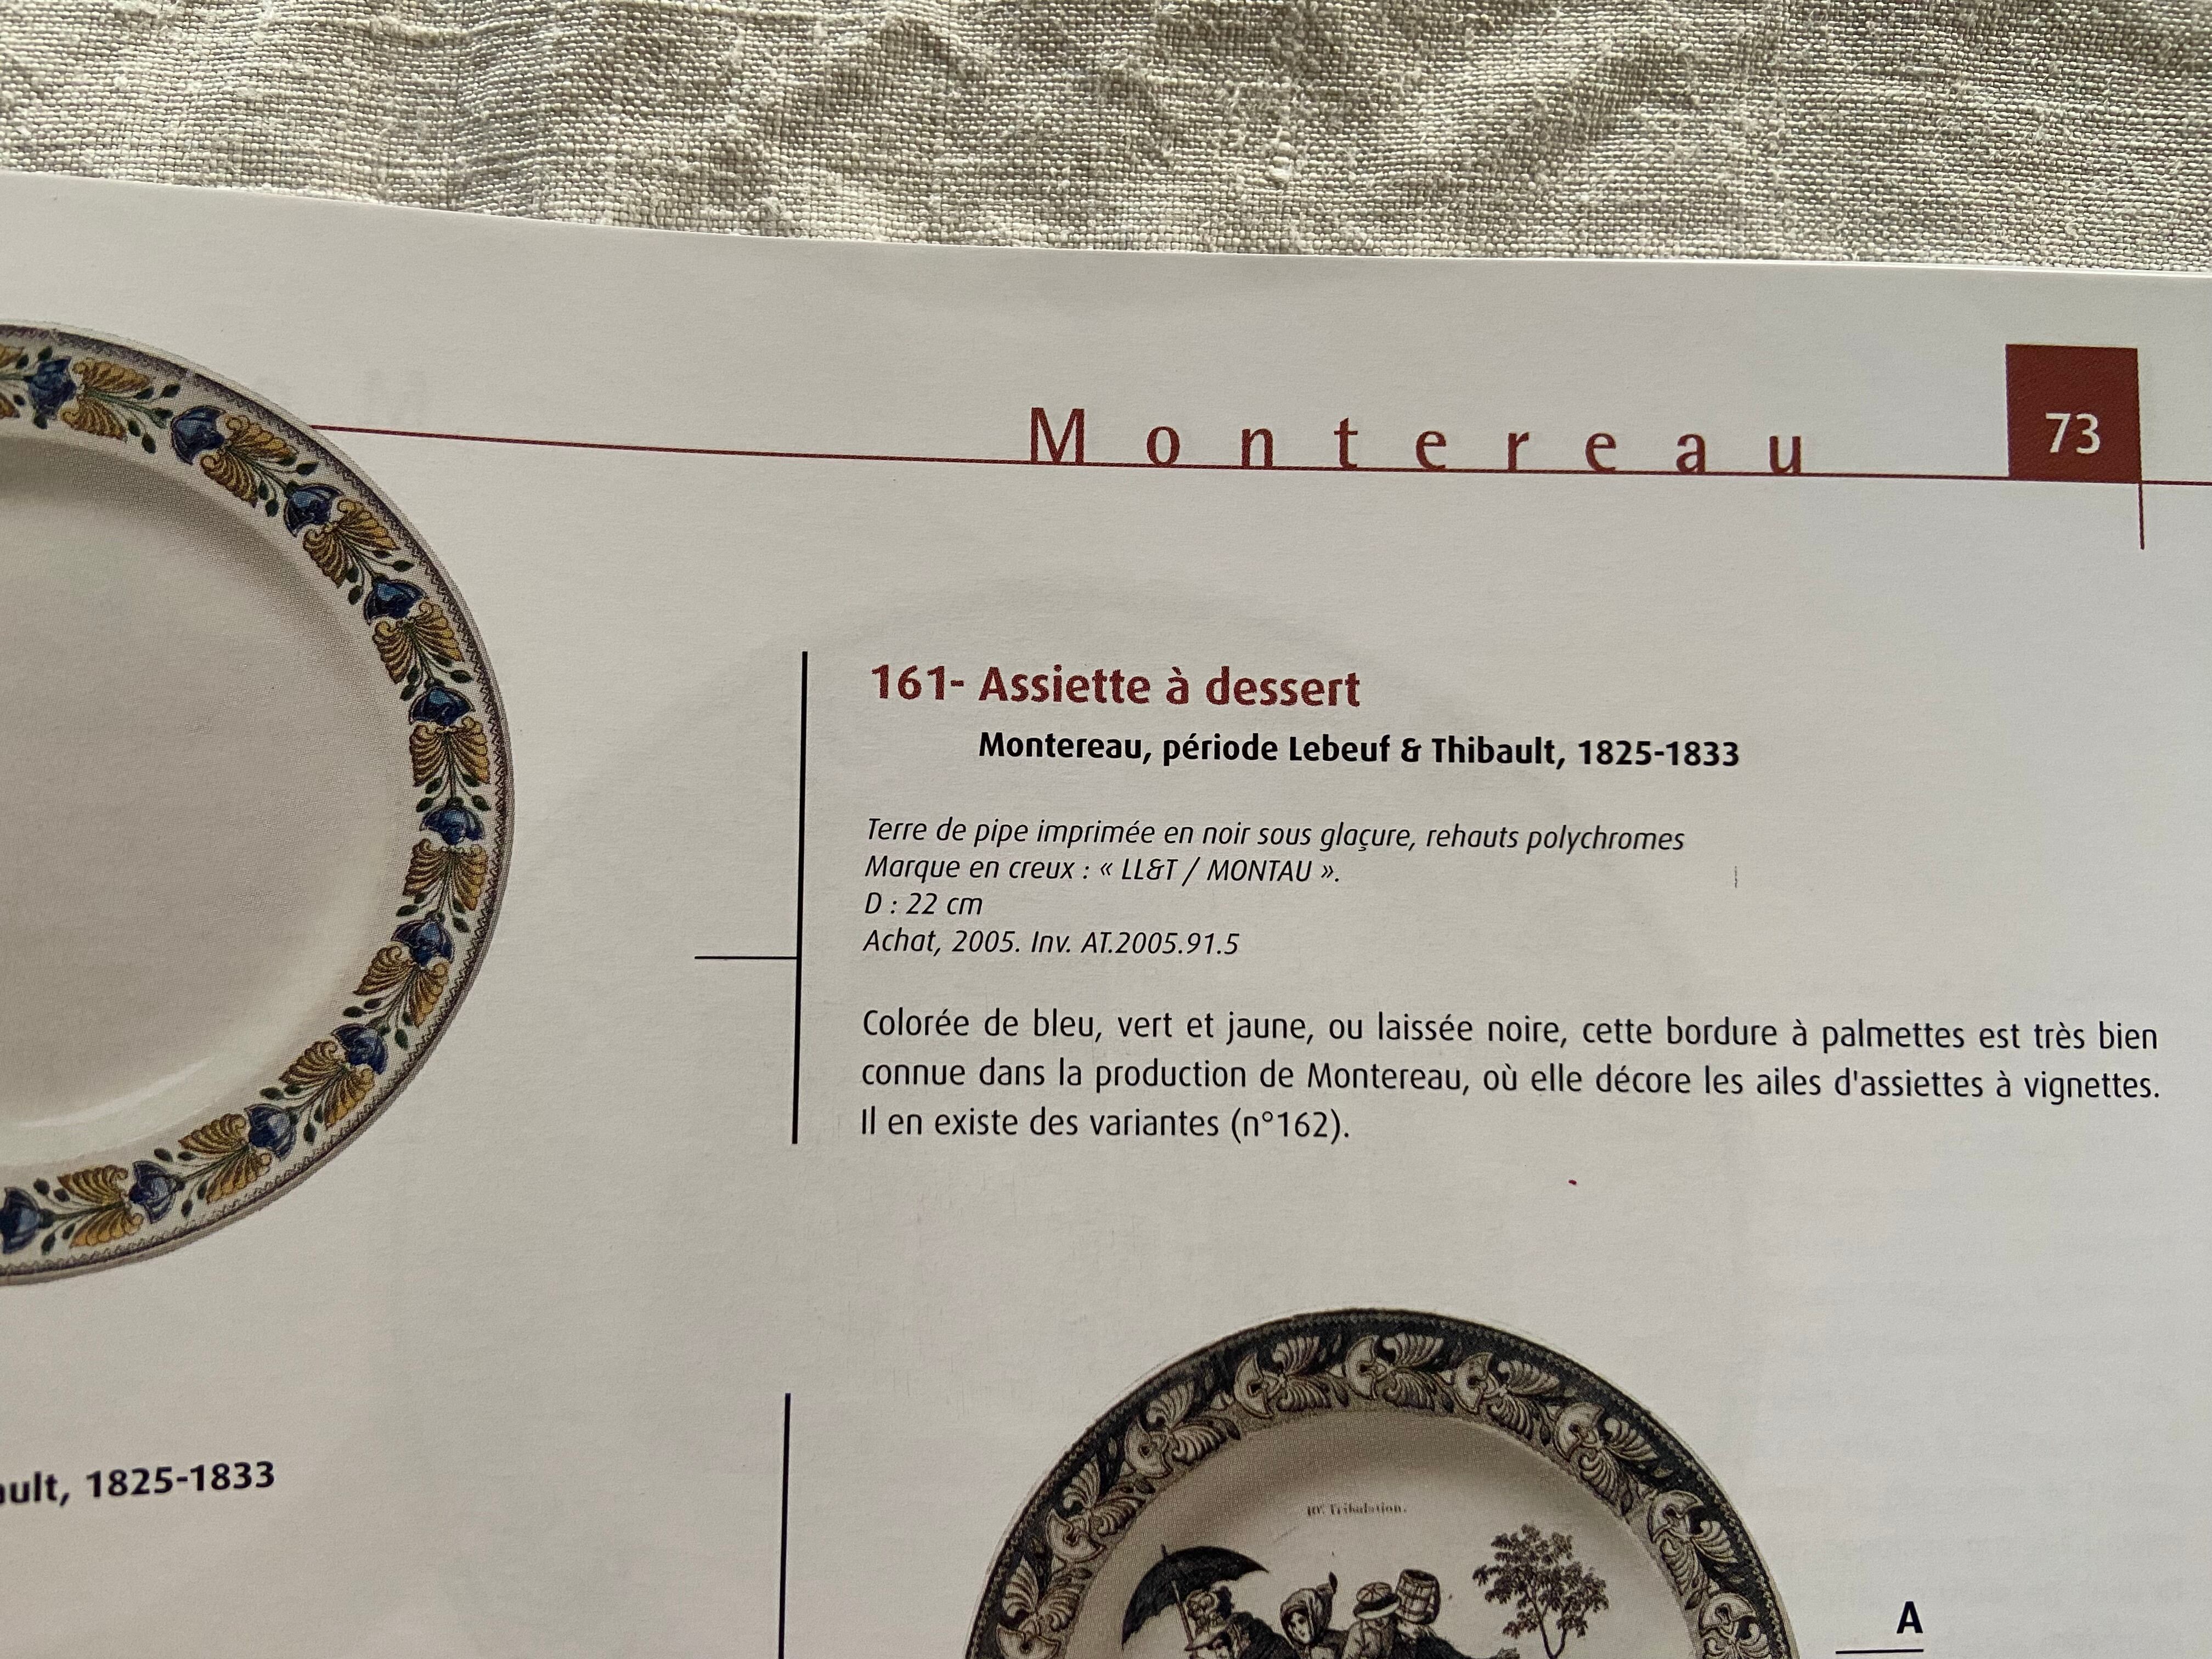 Montereau
73
161- Assiette à dessert
Montereau, période Lebeuf & Thibault, 1825-1833
Terre de pipe imprimée en noir sous glaçure, rehauts polychromes
Marque en creux : « LL&T / MONTAU ».
D : 22 cm
Achat, 2005. Inv. AT.2005.91.5
Colorée de bleu, vert et jaune, ou laissée noire, cette bordure à palmettes est très bien
connue dans la production de Montereau, où elle décore les ailes d'assiettes à vignettes.
Il en existe des variantes (n°162).
ault, 1825-1833
Tribulation.
A